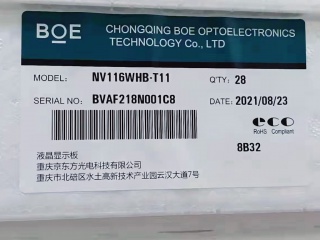 BOE
CHONGQING BOE OPTOELECTRONICS
TECHNOLOGY Co., LTD
MODEL: NV116WHB-T11 Q'TY: 28
SERIAL NO.: BVAF218N001C8 DATE: 2021/08/23
eco
RoHS Compliant
8B32
液晶显示板
重庆京东方光电科技有限公司
重庆市北碚区水土高新技术产业园云汉大道7号